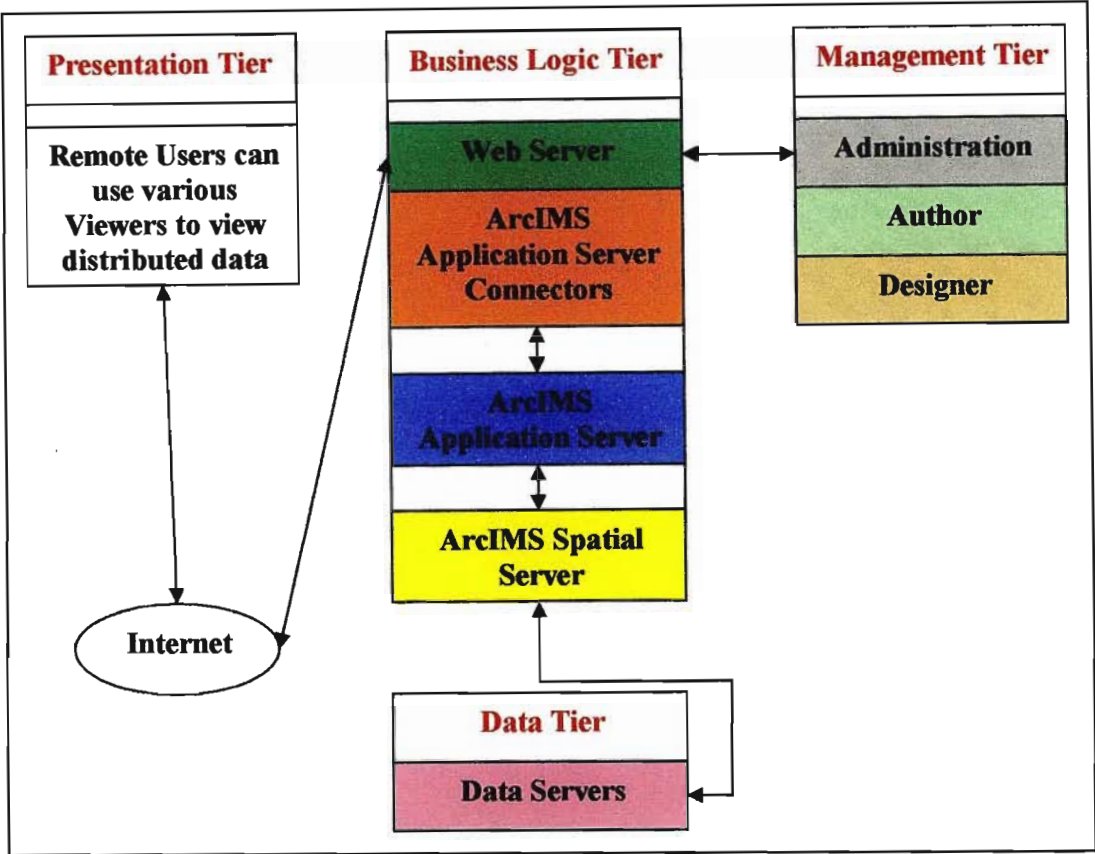 Presentation Tier
Remote Users can
use various
Viewers to view
distributed data
Internet
Business Logic Tier
Web Server
ArcIMS
Application Server
Connectors
ArcIMS
Application Server
ArcIMS Spatial
Server
Data Tier
Data Servers
Management Tier
Administration
Author
Designer